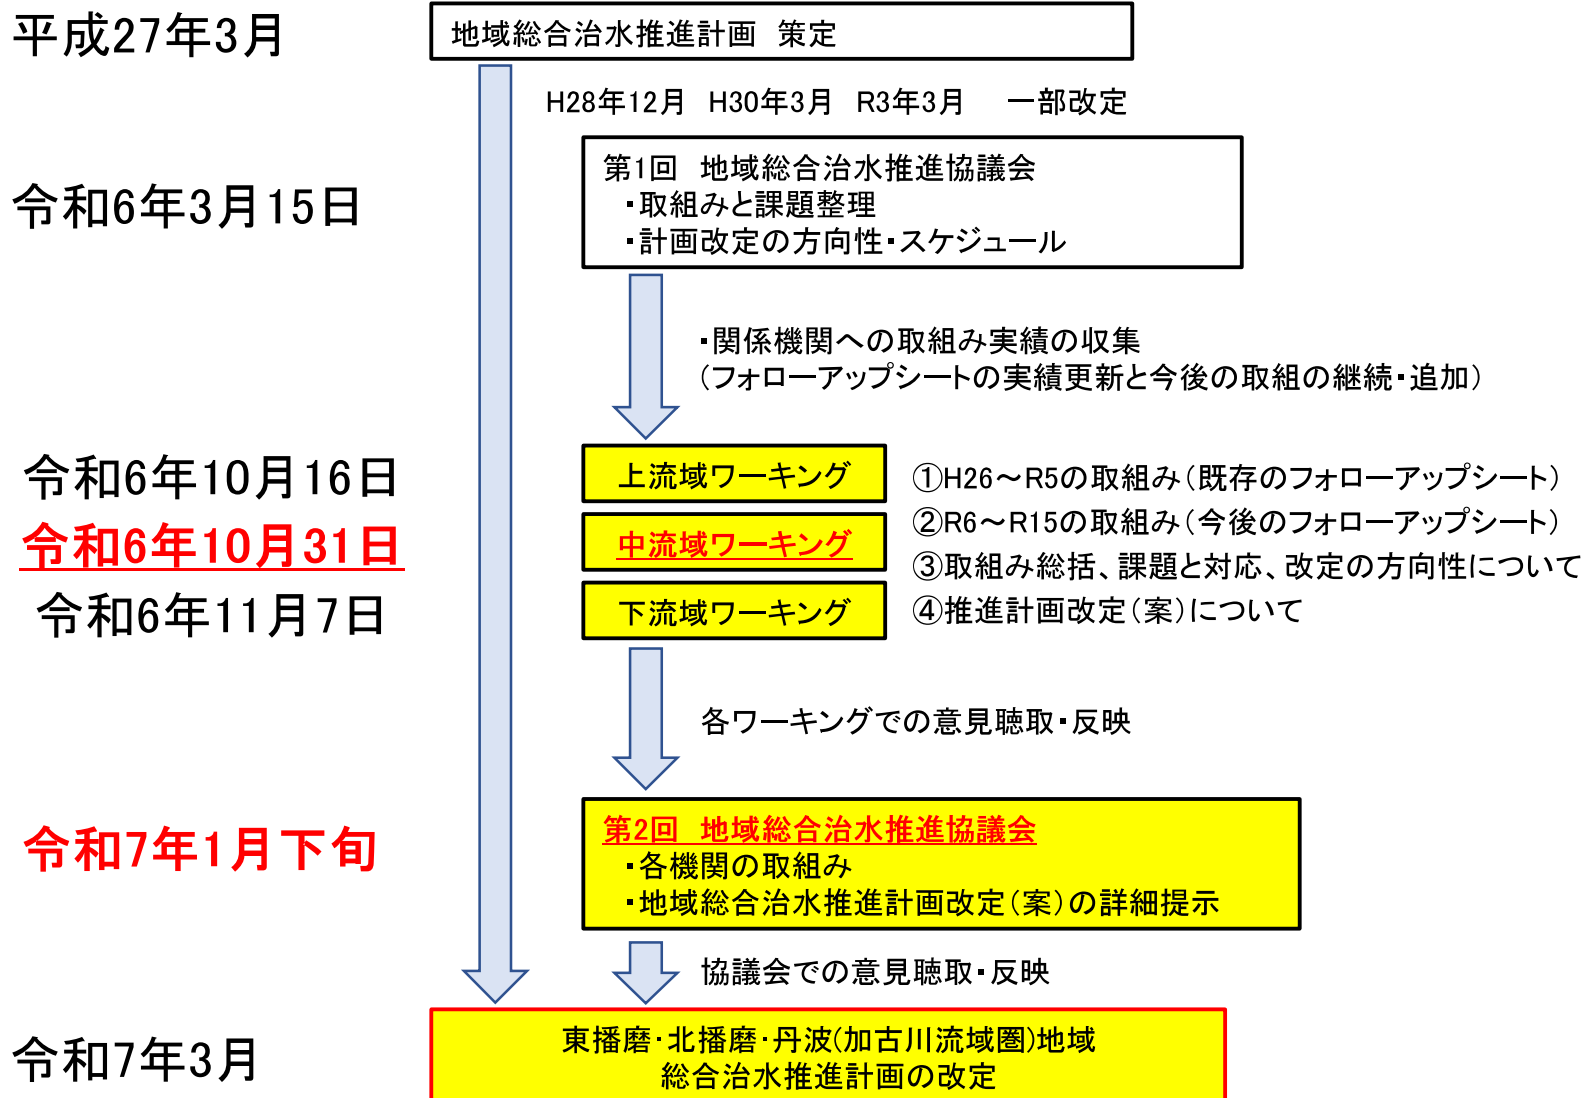 平成27年3月
地域総合治水推進計画　策定
H28年12月　H30年3月　R3年3月　　一部改定
令和6年3月15日
第1回　地域総合治水推進協議会
・取組みと課題整理
・計画改定の方向性・スケジュール
・関係機関への取組み実績の収集
（フォローアップシートの実績更新と今後の取組の継続・追加）
令和6年10月16日
上流域ワーキング
令和6年10月31日
中流域ワーキング
令和6年11月7日
下流域ワーキング
①H26～R5の取組み（既存のフォローアップシート）
②R6～R15の取組み（今後のフォローアップシート）
③取組み総括、課題と対応、改定の方向性について
④推進計画改定（案）について
各ワーキングでの意見聴取・反映
令和7年1月下旬
第2回　地域総合治水推進協議会
・各機関の取組み
・地域総合治水推進計画改定（案）の詳細提示
協議会での意見聴取・反映
令和7年3月
東播磨・北播磨・丹波(加古川流域圏)地域
総合治水推進計画の改定